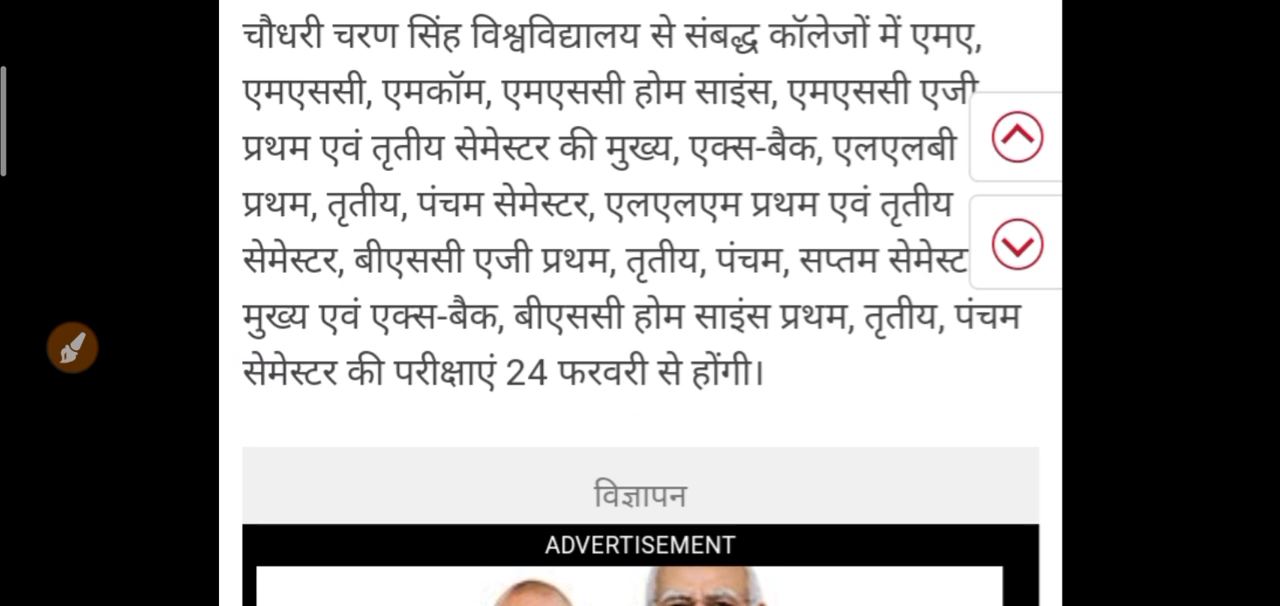 चौधरी चरण सिंह विश्वविद्यालय से संबद्ध कॉलेजों में एमए,
एमएससी, एमकॉम, एमएससी होम साइंस, एमएससी एजी
प्रथम एवं तृतीय सेमेस्टर की मुख्य, एक्स-बैक, एलएलबी
प्रथम, तृतीय, पंचम सेमेस्टर, एलएलएम प्रथम एवं तृतीय
सेमेस्टर, बीएससी एजी प्रथम, तृतीय, पंचम, सप्तम सेमेस्ट
मुख्य एवं एक्स-बैक, बीएससी होम साइंस प्रथम, तृतीय, पंचम
सेमेस्टर की परीक्षाएं 24 फरवरी से होंगी।
विज्ञापन
ADVERTISEMENT